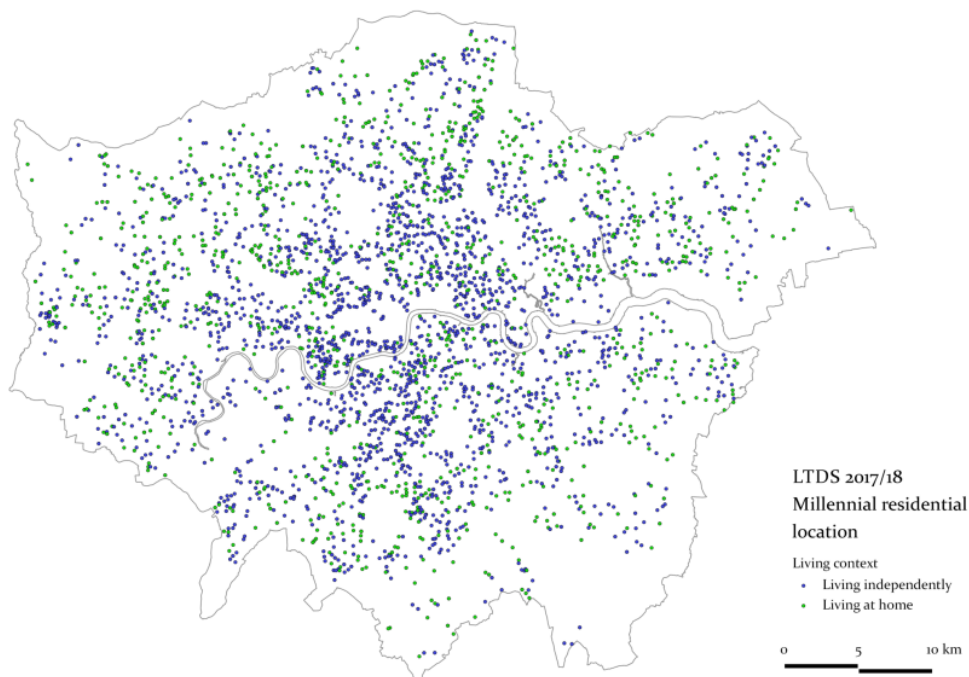 LTDS 2017/18
Millennial residential
location
Living context
Living independently
Living at home
0 5 10 km